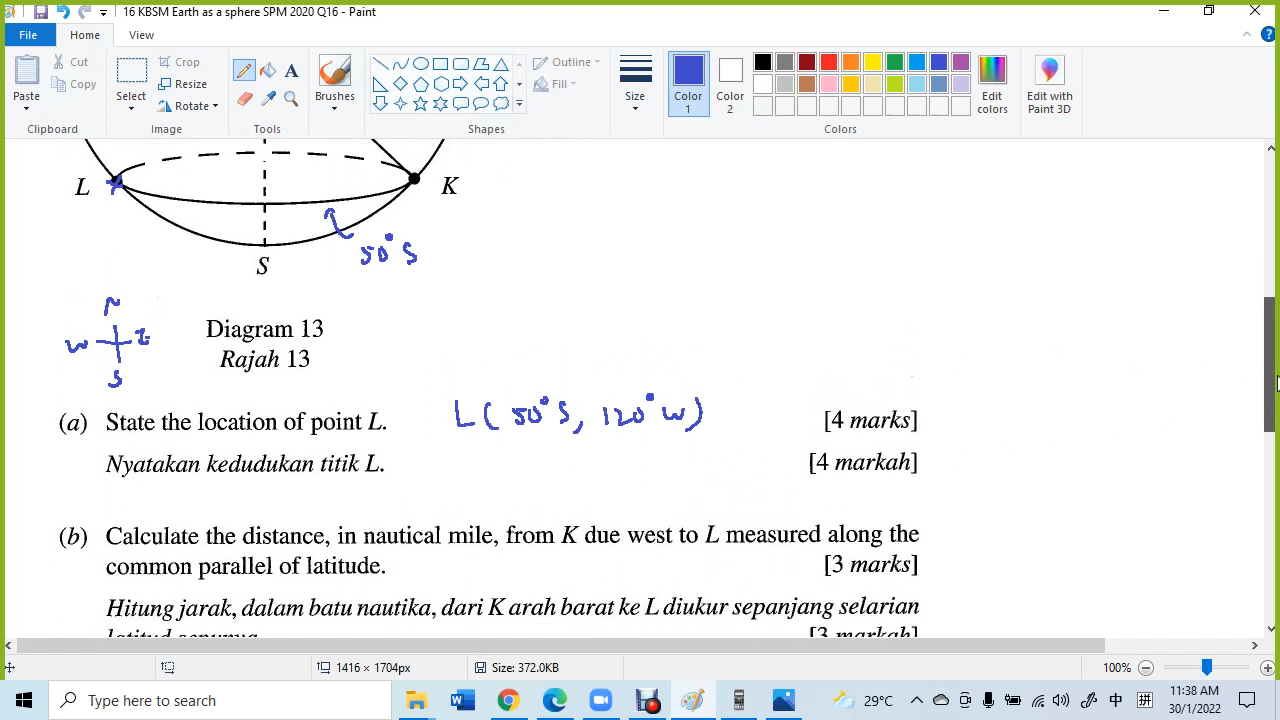 16 KBSM Earth as a sphere SPM 2020 Q16 - Paint
File Home View
Paste
Cut
Copy
Clipboard
Select
Crop
Resize
Rotate
Image
A
Tools
Brushes
Outline
Fill
Shapes
Size
Color 1
Color 2
Edit colors
Colors
Edit with Paint 3D
L
K
50° S
S
N
W E
S
Diagram 13
Rajah 13
(a) State the location of point L. L ( 50° S, 120° W ) [4 marks]
Nyatakan kedudukan titik L. [4 markah]
(b) Calculate the distance, in nautical mile, from K due west to L measured along the
common parallel of latitude. [3 marks]
Hitung jarak, dalam batu nautika, dari K arah barat ke L diukur sepanjang selarian
[3 markah]
1416 × 1704px Size: 372.0KB 100%
Type here to search
29°C
中
拼
11:38 AM
30/1/2022